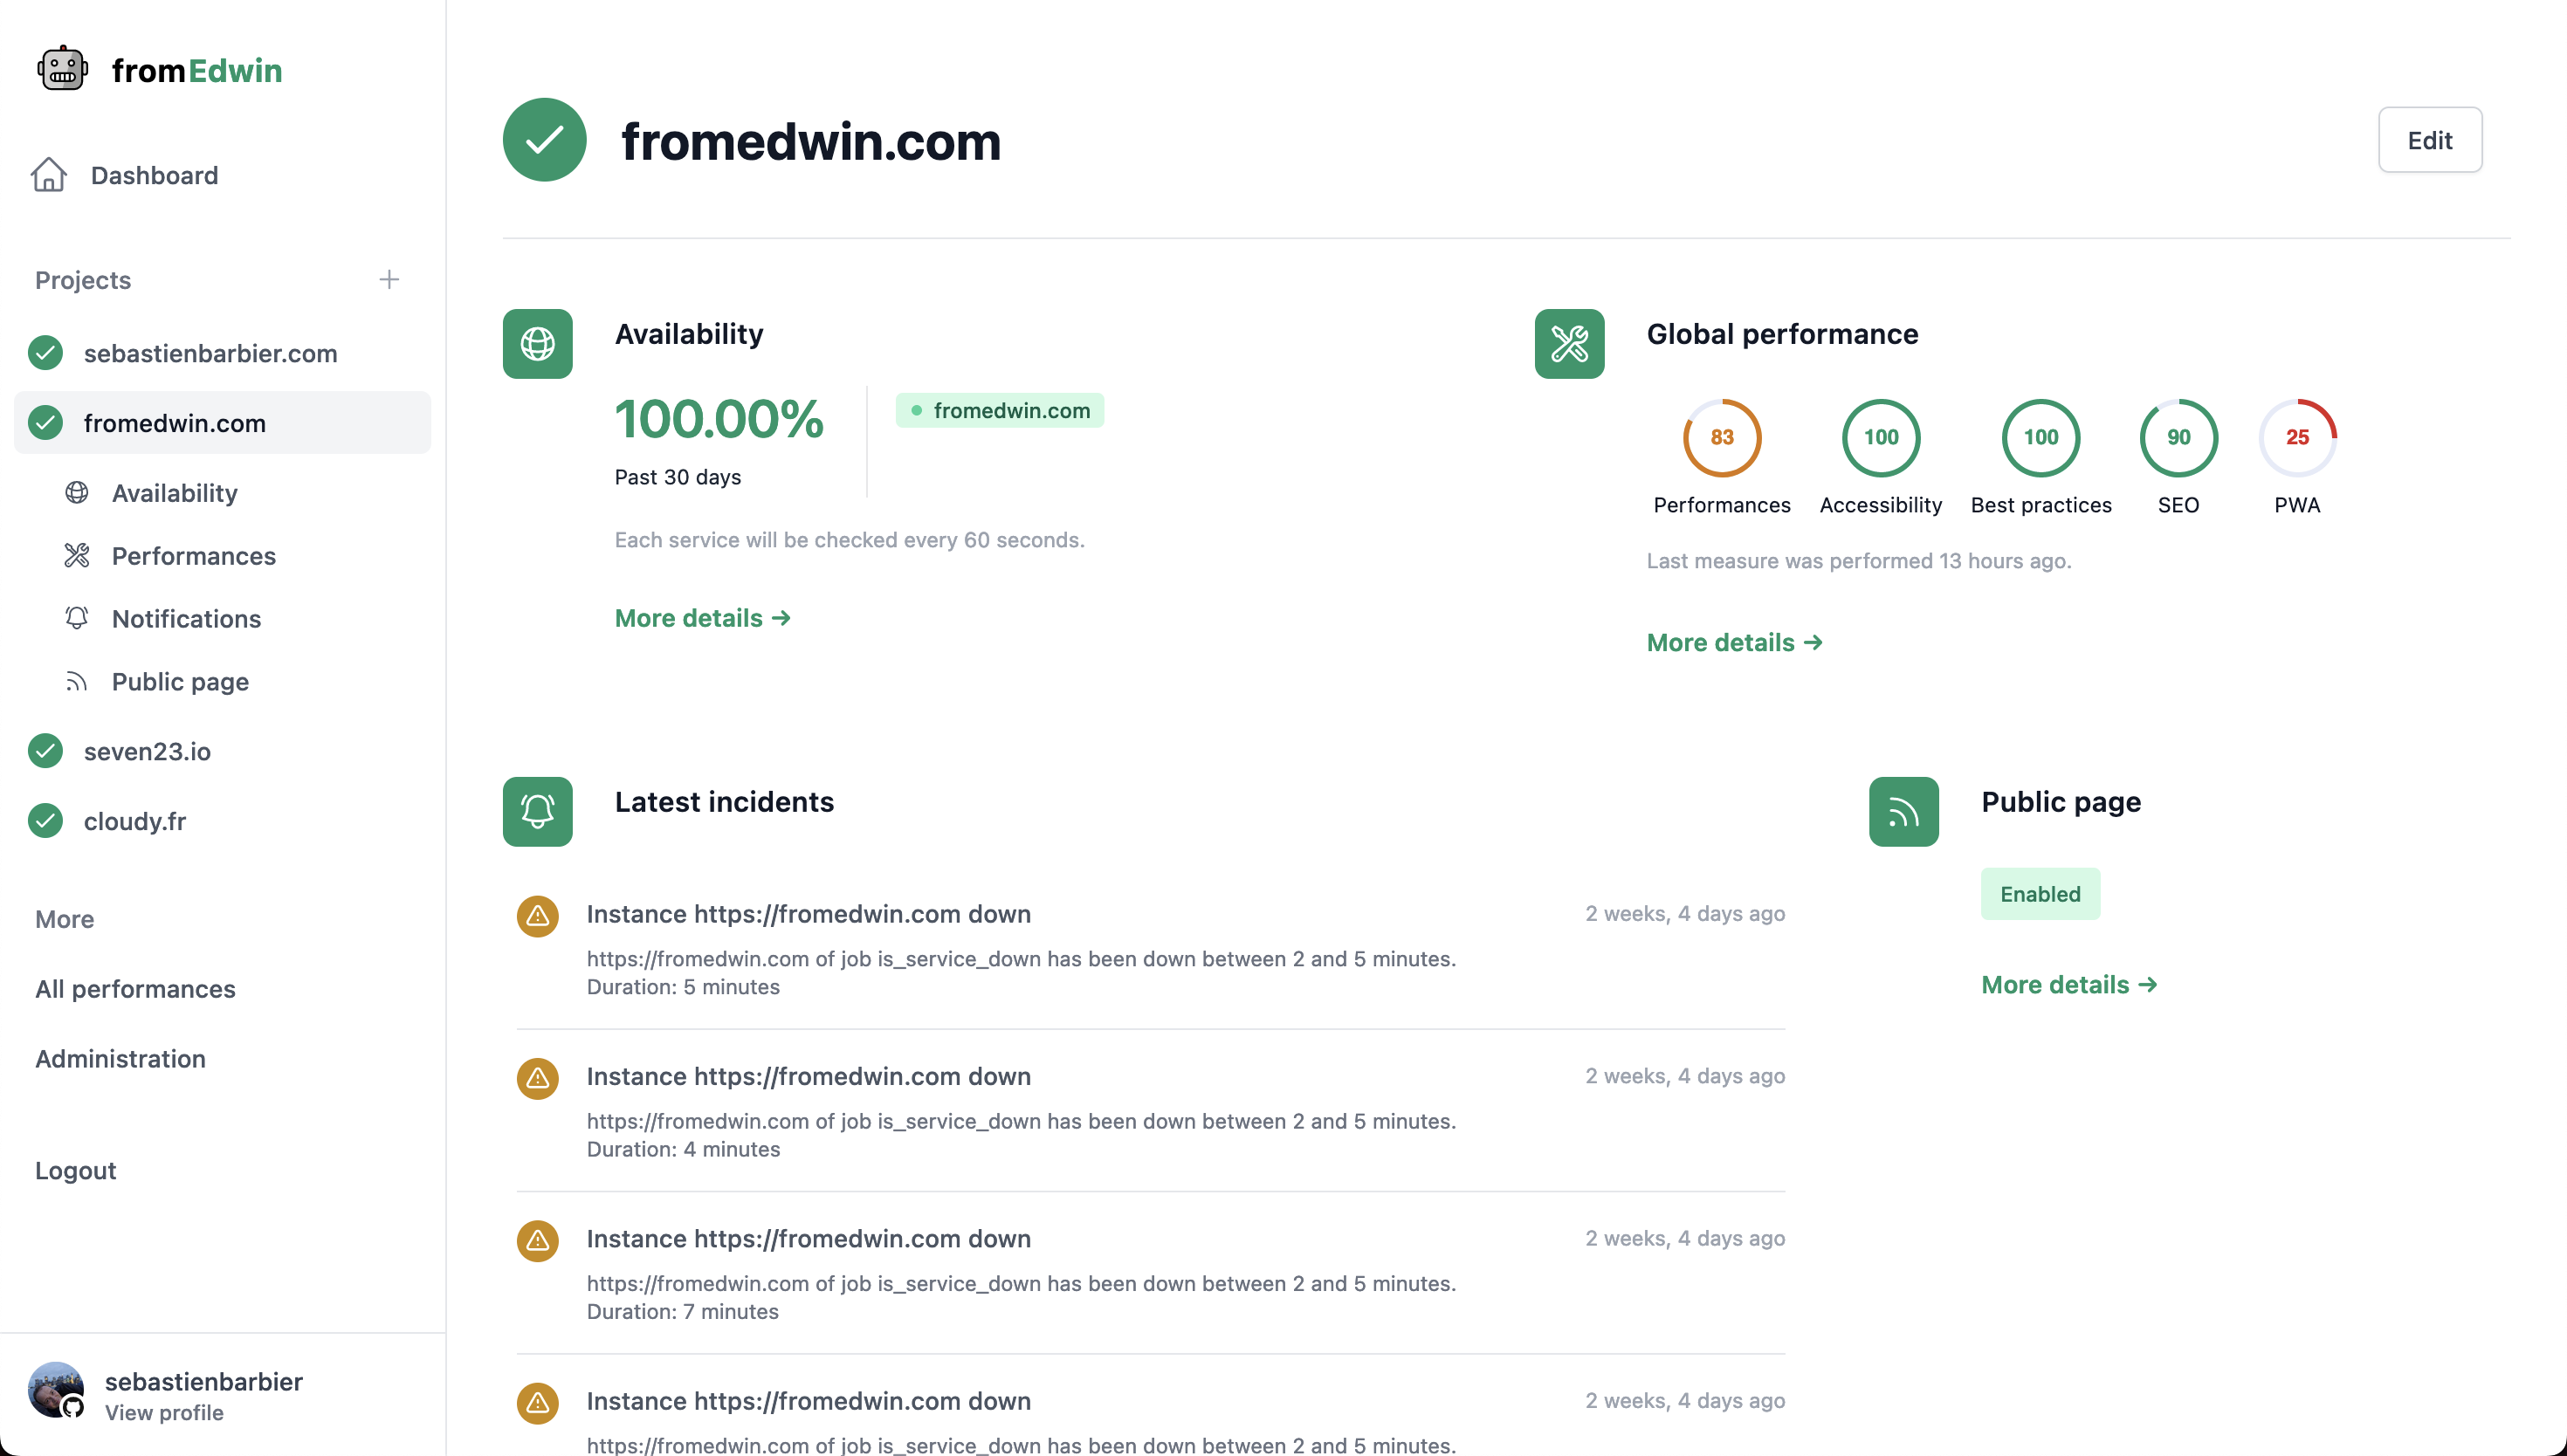 fromEdwin
Dashboard
Projects
sebastienbarbier.com
fromedwin.com
Availability
Performances
Notifications
Public page
seven23.io
cloudy.fr
More
All performances
Administration
Logout
sebastienbarbier
View profile
fromedwin.com
Edit
Availability
100.00%
Past 30 days
fromedwin.com
Each service will be checked every 60 seconds.
More details →
Global performance
83 100 100 90 25
Performances Accessibility Best practices SEO PWA
Last measure was performed 13 hours ago.
More details →
Latest incidents
Instance https://fromedwin.com down 2 weeks, 4 days ago
https://fromedwin.com of job is_service_down has been down between 2 and 5 minutes.
Duration: 5 minutes
Instance https://fromedwin.com down 2 weeks, 4 days ago
https://fromedwin.com of job is_service_down has been down between 2 and 5 minutes.
Duration: 4 minutes
Instance https://fromedwin.com down 2 weeks, 4 days ago
https://fromedwin.com of job is_service_down has been down between 2 and 5 minutes.
Duration: 7 minutes
Instance https://fromedwin.com down 2 weeks, 4 days ago
https://fromedwin.com of job is_service_down has been down between 2 and 5 minutes.
Public page
Enabled
More details →